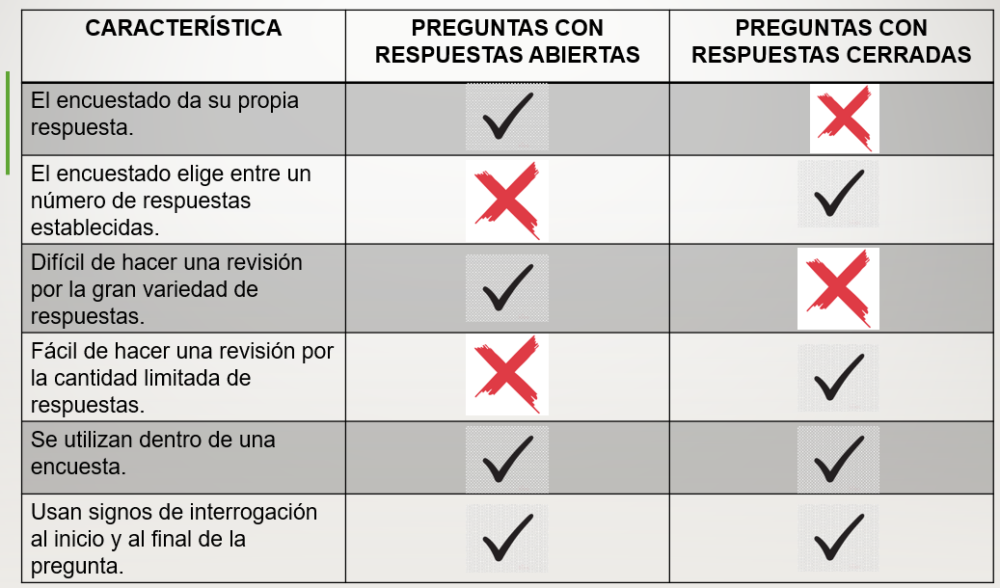 CARACTERÍSTICA
PREGUNTAS CON
RESPUESTAS ABIERTAS
PREGUNTAS CON
RESPUESTAS CERRADAS
El encuestado da su propia
respuesta.
El encuestado elige entre un
número de respuestas
establecidas.
Difícil de hacer una revisión
por la gran variedad de
respuestas.
Fácil de hacer una revisión por
la cantidad limitada de
respuestas.
Se utilizan dentro de una
encuesta.
Usan signos de interrogación
al inicio y al final de la
pregunta.